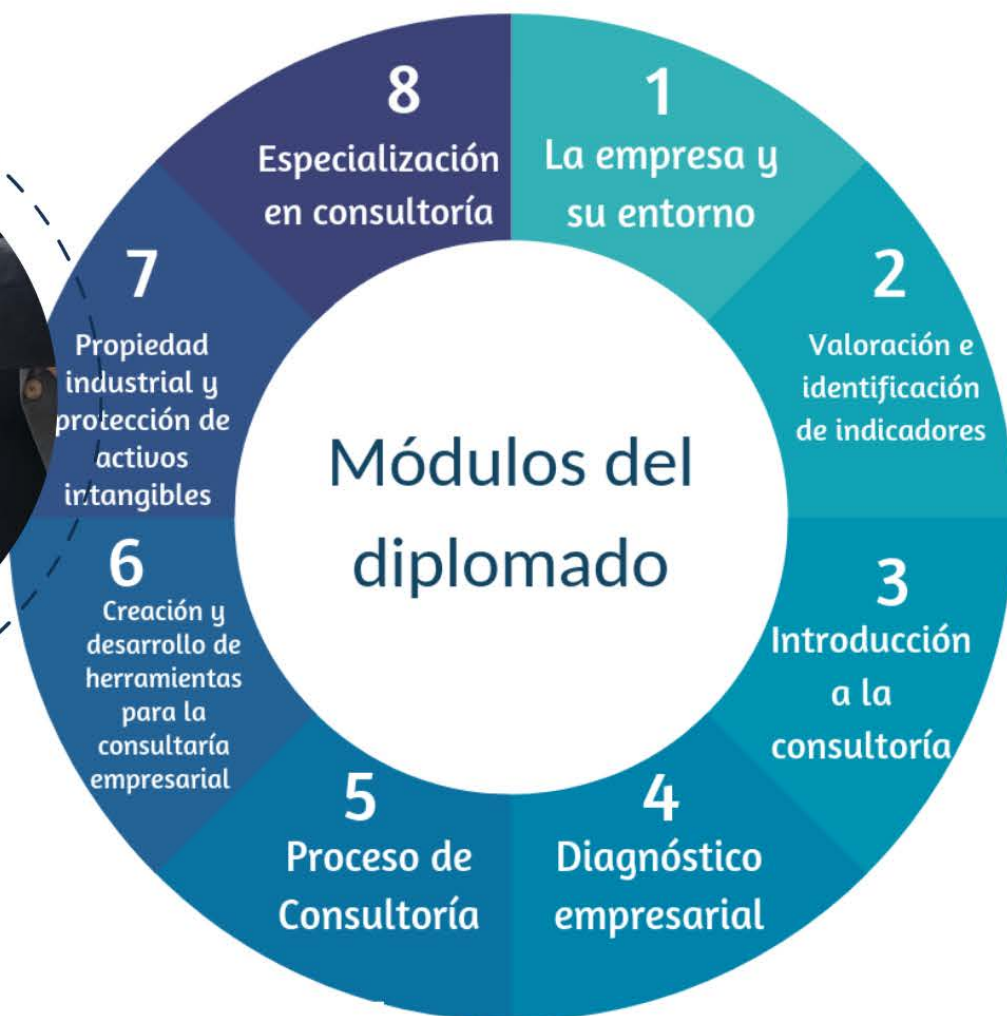 Módulos del
diplomado
1
La empresa y
su entorno
2
Valoración e
identificación
de indicadores
3
Introducción
a la
consultoría
4
Diagnóstico
empresarial
5
Proceso de
Consultoría
6
Creación y
desarrollo de
herramientas
para la
consultaría
empresarial
7
Propiedad
industrial y
protección de
activos
intangibles
8
Especialización
en consultoría